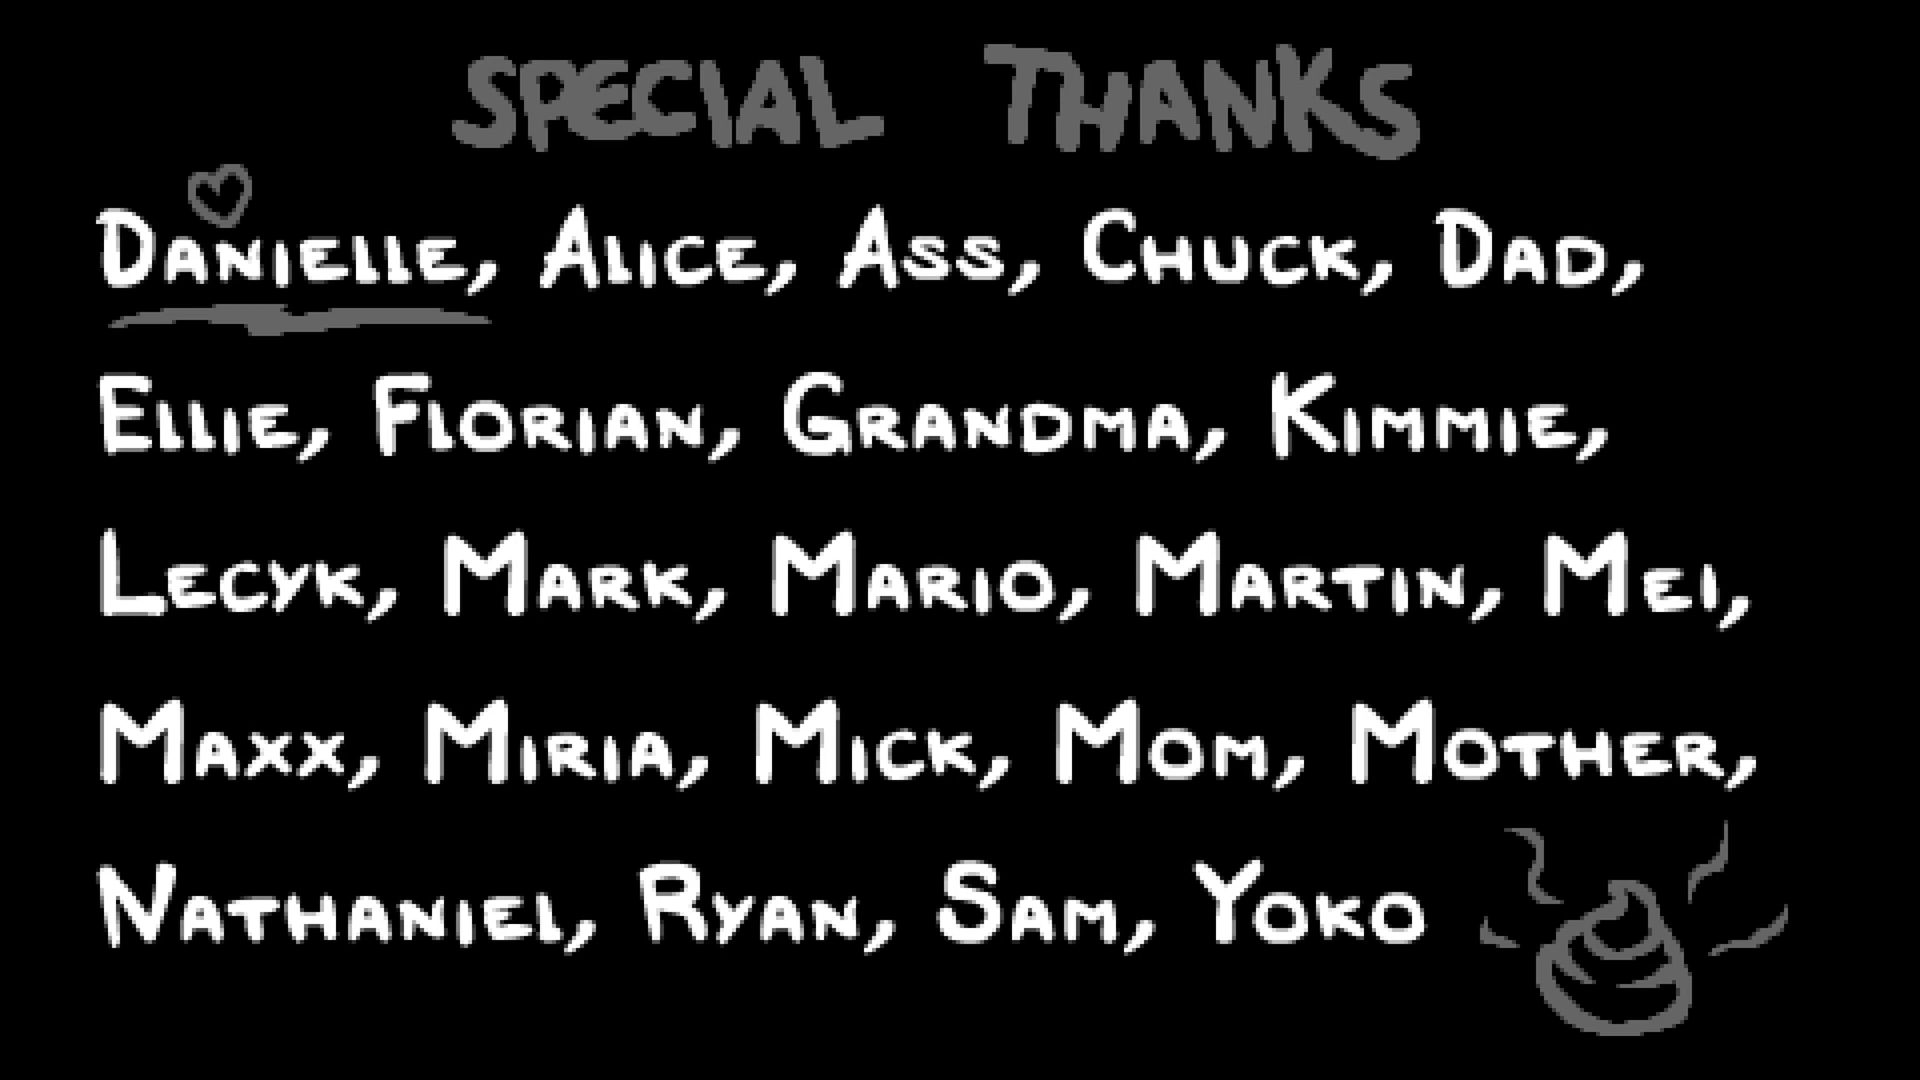 SPECIAL THANKS
Danielle, Alice, Ass, Chuck, Dad,
Ellie, Florian, Grandma, Kimmie,
Lecyk, Mark, Mario, Martin, Mei,
Maxx, Miria, Mick, Mom, Mother,
Nathaniel, Ryan, Sam, Yoko